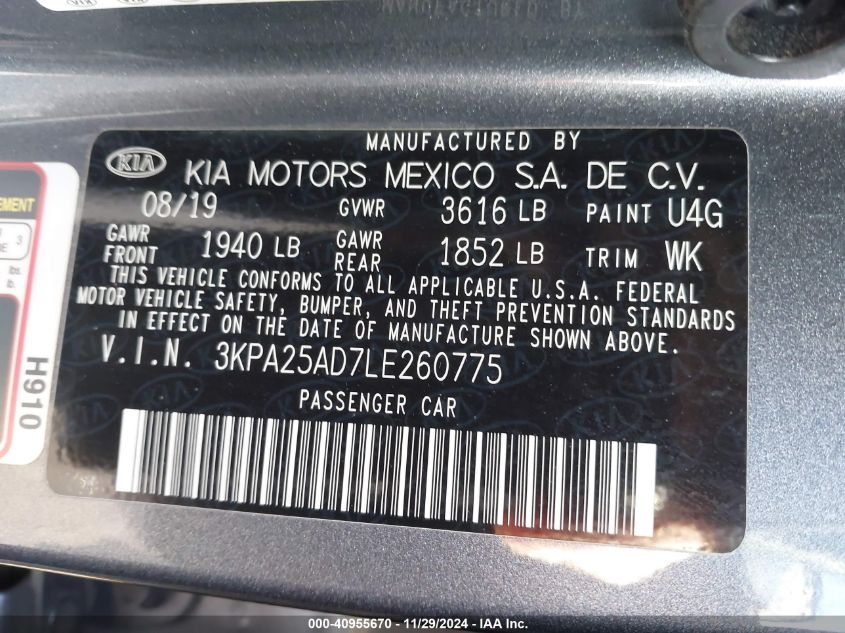 MANUFACTURED BY
KIA KIA MOTORS MEXICO S.A. DE C.V.
08/19 GVWR 3616 LB PAINT U4G
GAWR FRONT 1940 LB GAWR REAR 1852 LB TRIM WK
THIS VEHICLE CONFORMS TO ALL APPLICABLE U.S.A. FEDERAL
MOTOR VEHICLE SAFETY, BUMPER, AND THEFT PREVENTION STANDARDS
IN EFFECT ON THE DATE OF MANUFACTURE SHOWN ABOVE.
V.I.N. 3KPA25AD7LE260775
PASSENGER CAR
H910
000-40955670 - 11/29/2024 - IAA Inc.